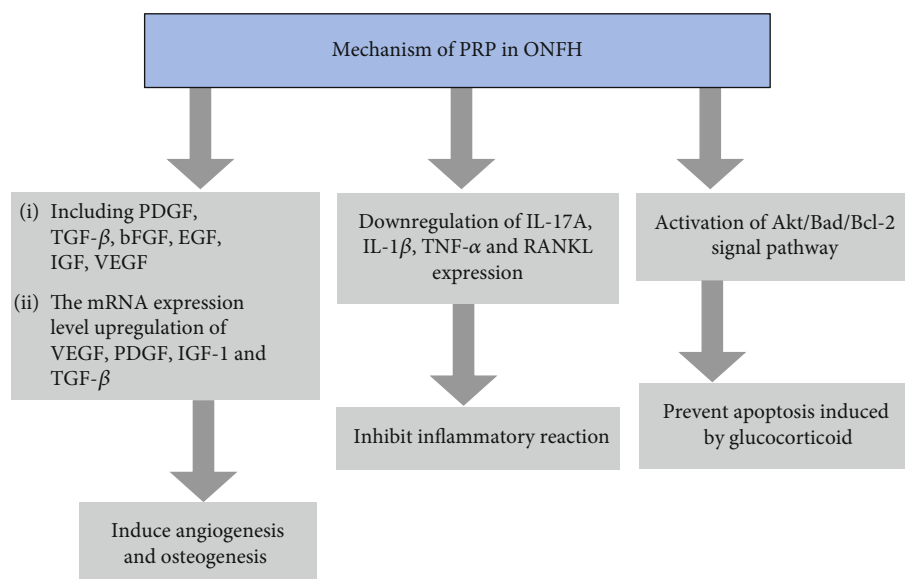 Mechanism of PRP in ONFH
(i) Including PDGF,
TGF-β, bFGF, EGF,
IGF, VEGF
(ii) The mRNA expression
level upregulation of
VEGF, PDGF, IGF-1 and
TGF-β
Induce angiogenesis
and osteogenesis
Downregulation of IL-17A,
IL-1β, TNF-α and RANKL
expression
Inhibit inflammatory reaction
Activation of Akt/Bad/Bcl-2
signal pathway
Prevent apoptosis induced
by glucocorticoid